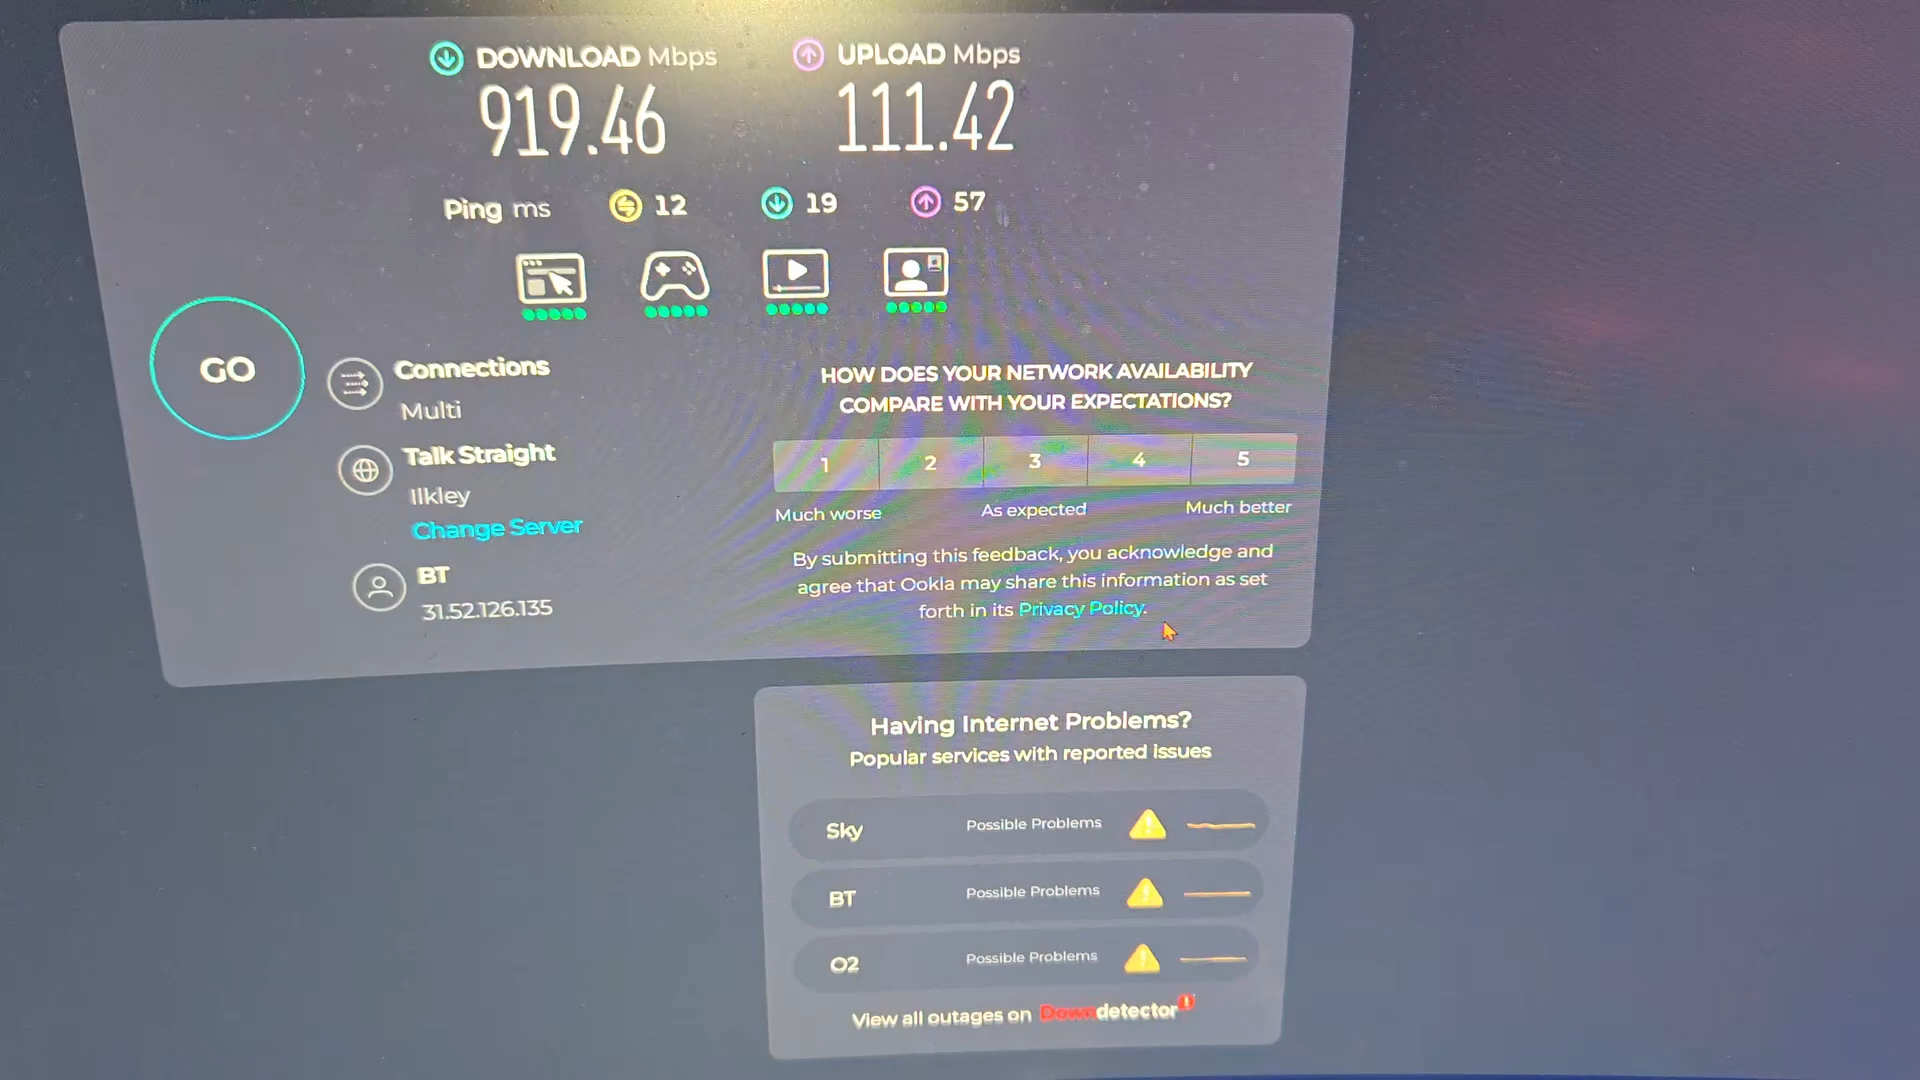 DOWNLOAD Mbps
919.46
UPLOAD Mbps
111.42
Ping ms 12 19 57
GO
Connections
Multi
Talk Straight
Ilkley
Change Server
BT
31.52.126.135
HOW DOES YOUR NETWORK AVAILABILITY
COMPARE WITH YOUR EXPECTATIONS?
1 2 3 4 5
Much worse As expected Much better
By submitting this feedback, you acknowledge and
agree that Ookla may share this information as set
forth in its Privacy Policy.
Having Internet Problems?
Popular services with reported issues
Sky Possible Problems
BT Possible Problems
O2 Possible Problems
View all outages on Downdetector